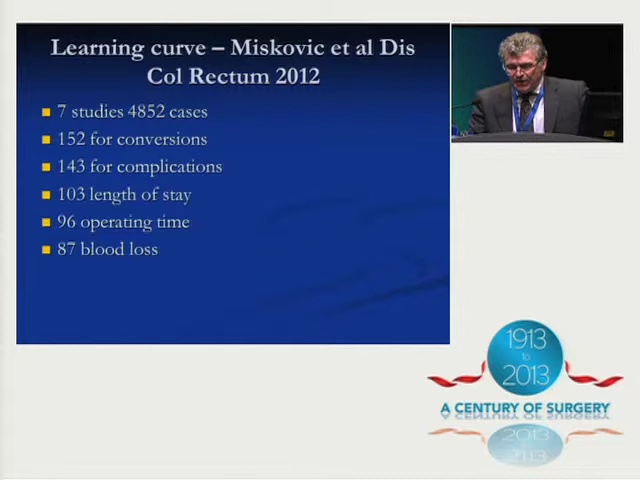 Learning curve – Miskovic et al Dis
Col Rectum 2012
7 studies 4852 cases
152 for conversions
143 for complications
103 length of stay
96 operating time
87 blood loss
1913
to
2013
A CENTURY OF SURGERY